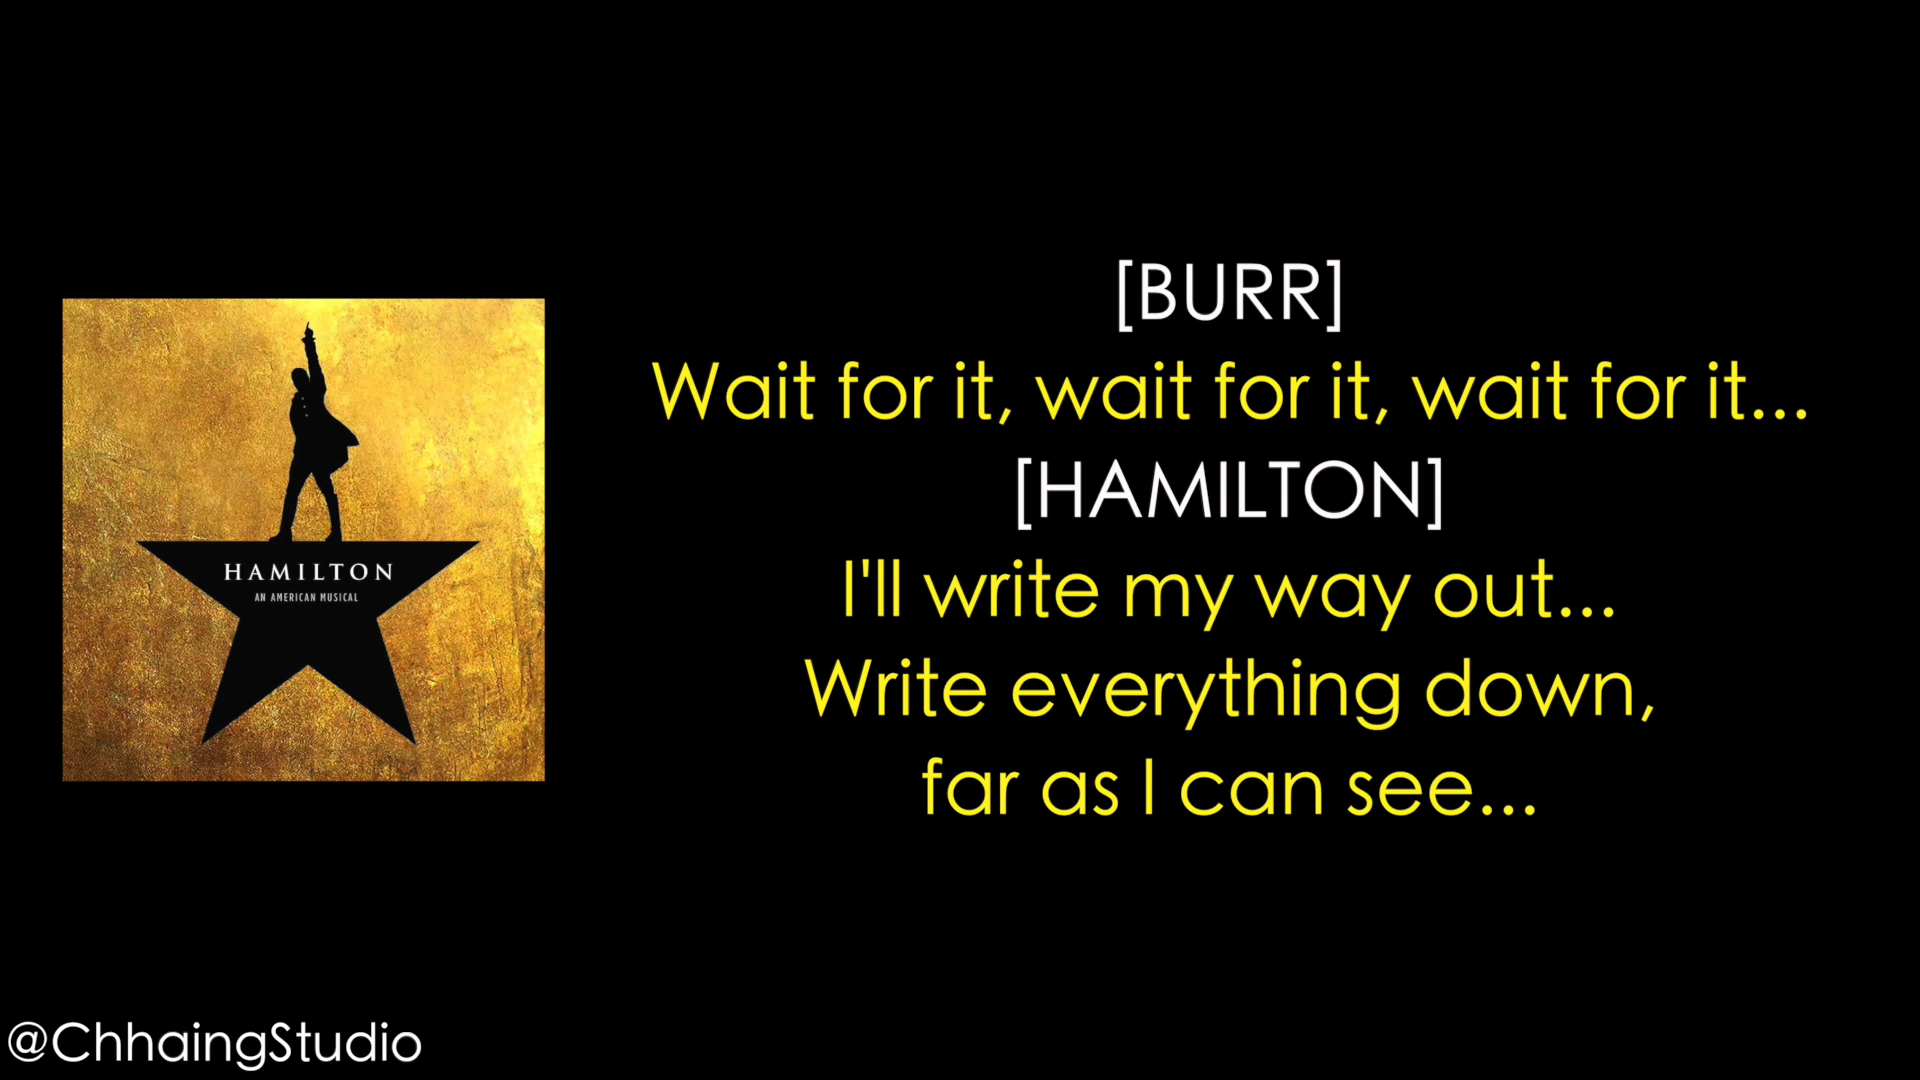 HAMILTON
AN AMERICAN MUSICAL
[BURR]
Wait for it, wait for it, wait for it...
[HAMILTON]
I'll write my way out...
Write everything down,
far as I can see...
@ChhaingStudio